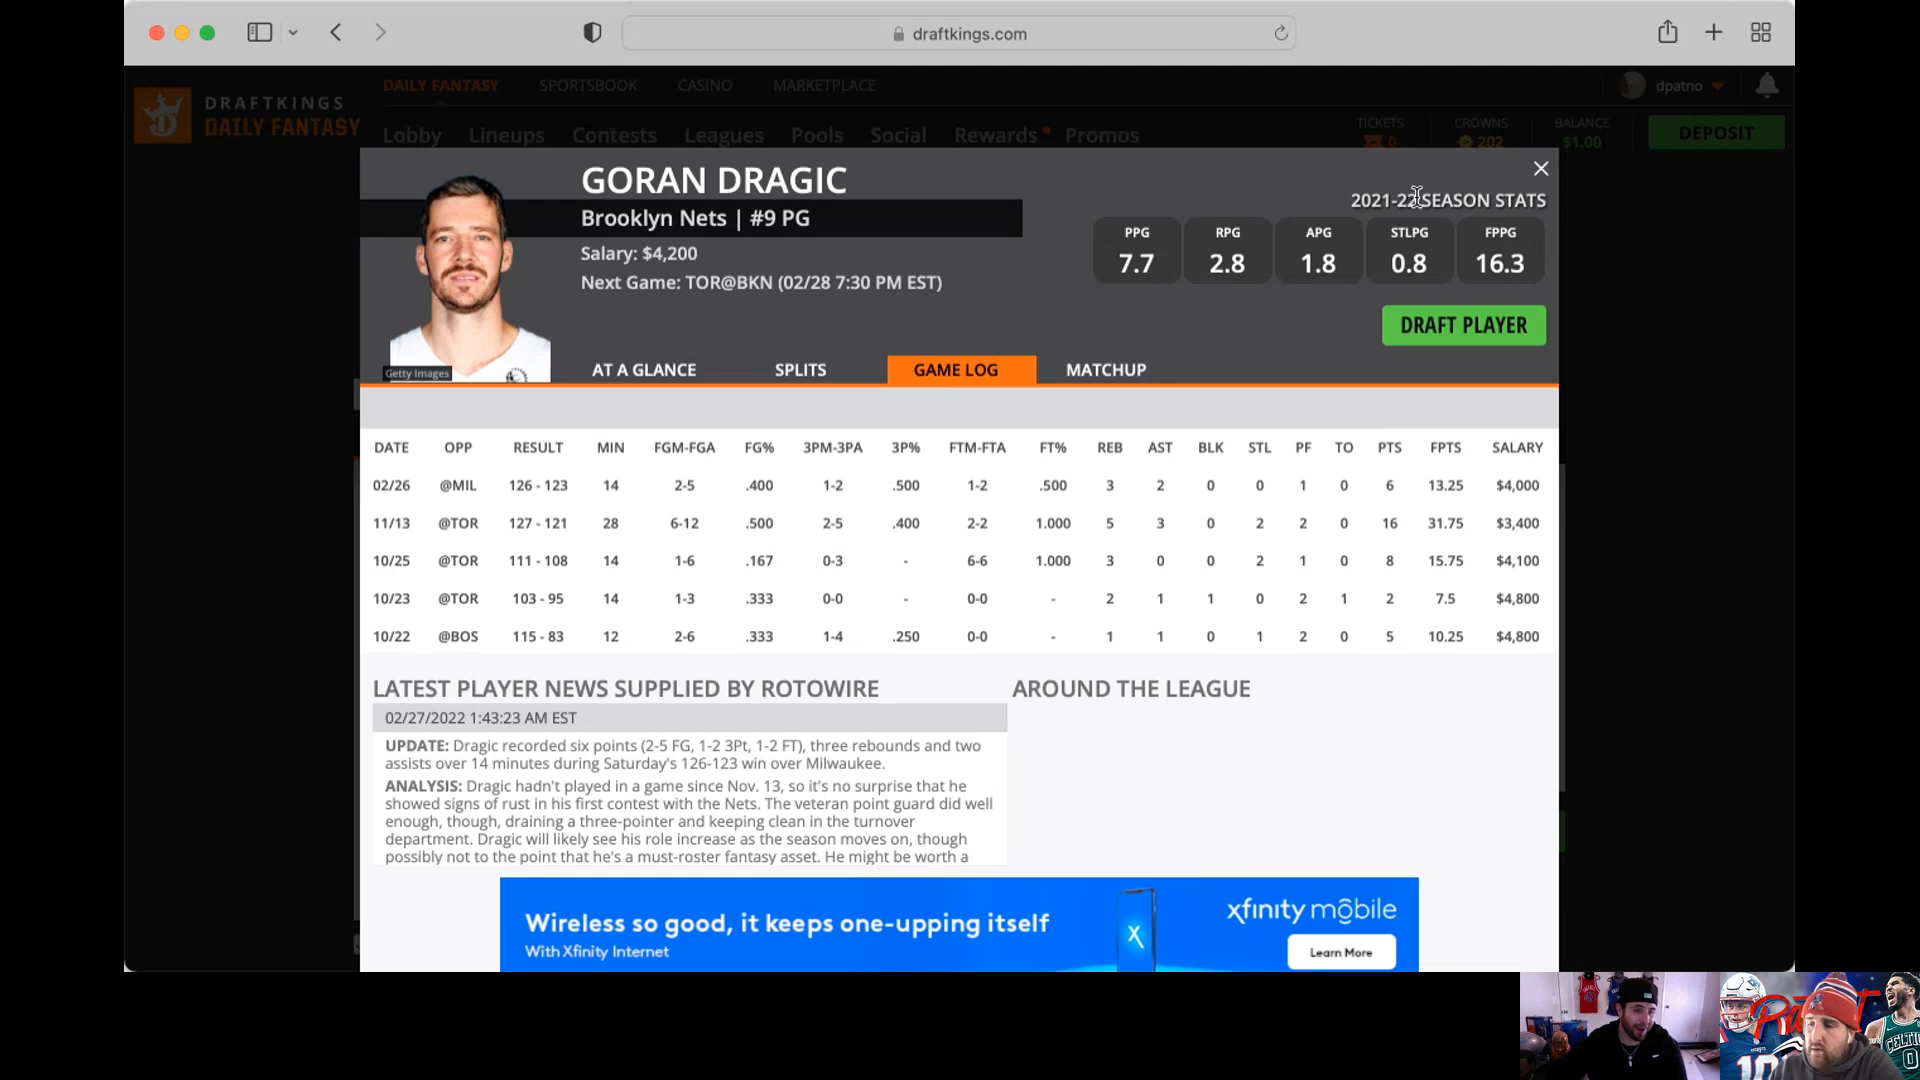 draftkings.com
DRAFTKINGS
DAILY FANTASY
DAILY FANTASY SPORTSBOOK CASINO MARKETPLACE
dpatno
Lobby Lineups Contests Leagues Pools Social Rewards Promos
TICKETS CROWNS BALANCE
0 202 $1.00
DEPOSIT
GORAN DRAGIC
Brooklyn Nets | #9 PG
Salary: $4,200
Next Game: TOR@BKN (02/28 7:30 PM EST)
Getty Images
2021-22 SEASON STATS
PPG RPG APG STLPG FPPG
7.7 2.8 1.8 0.8 16.3
DRAFT PLAYER
AT A GLANCE SPLITS GAME LOG MATCHUP
DATE OPP RESULT MIN FGM-FGA FG% 3PM-3PA 3P% FTM-FTA FT% REB AST BLK STL PF TO PTS FPTS SALARY
02/26 @MIL 126 - 123 14 2-5 .400 1-2 .500 1-2 .500 3 2 0 0 1 0 6 13.25 $4,000
11/13 @TOR 127 - 121 28 6-12 .500 2-5 .400 2-2 1.000 5 3 0 2 2 0 16 31.75 $3,400
10/25 @TOR 111 - 108 14 1-6 .167 0-3 - 6-6 1.000 3 0 0 2 1 0 8 15.75 $4,100
10/23 @TOR 103 - 95 14 1-3 .333 0-0 - 0-0 - 2 1 1 0 2 1 2 7.5 $4,800
10/22 @BOS 115 - 83 12 2-6 .333 1-4 .250 0-0 - 1 1 0 1 2 0 5 10.25 $4,800
LATEST PLAYER NEWS SUPPLIED BY ROTOWIRE
02/27/2022 1:43:23 AM EST
UPDATE: Dragic recorded six points (2-5 FG, 1-2 3Pt, 1-2 FT), three rebounds and two
assists over 14 minutes during Saturday's 126-123 win over Milwaukee.
ANALYSIS: Dragic hadn't played in a game since Nov. 13, so it's no surprise that he
showed signs of rust in his first contest with the Nets. The veteran point guard did well
enough, though, draining a three-pointer and keeping clean in the turnover
department. Dragic will likely see his role increase as the season moves on, though
possibly not to the point that he's a must-roster fantasy asset. He might be worth a
AROUND THE LEAGUE
Wireless so good, it keeps one-upping itself
With Xfinity Internet
X
xfinity mobile
Learn More
10
CELTIC
0